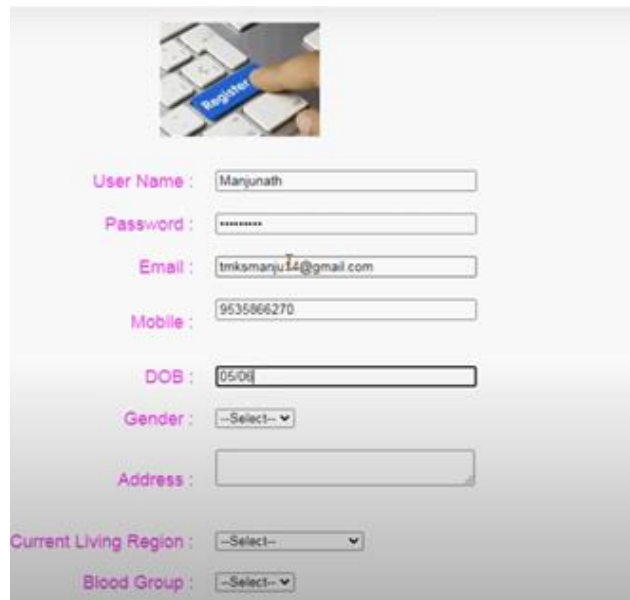 Register
User Name : Manjunath
Password : •••••••••
Email : tmksmanju14@gmail.com
Mobile : 9535866270
DOB : 05/06
Gender : --Select--
Address :
Current Living Region : --Select--
Blood Group : --Select--